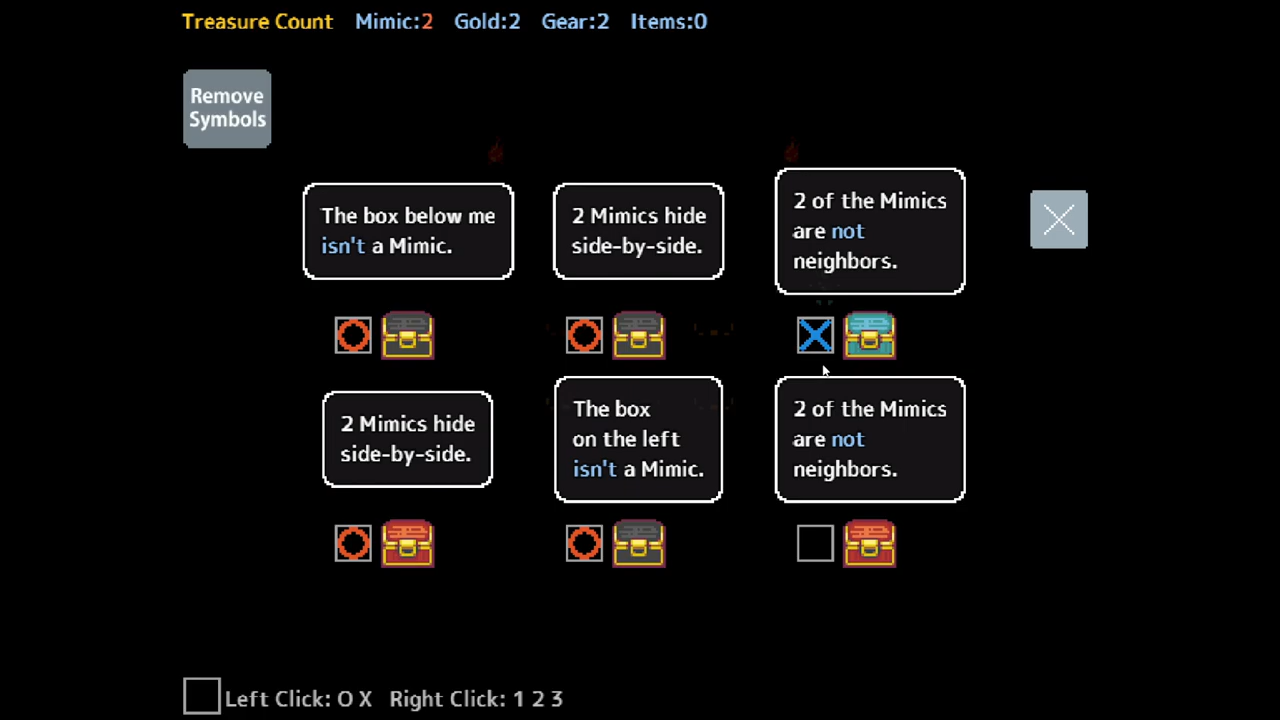 Treasure Count Mimic:2 Gold:2 Gear:2 Items:0
Remove
Symbols
The box below me
isn't a Mimic.
2 Mimics hide
side-by-side.
2 of the Mimics
are not
neighbors.
2 Mimics hide
side-by-side.
The box
on the left
isn't a Mimic.
2 of the Mimics
are not
neighbors.
Left Click: O X Right Click: 1 2 3